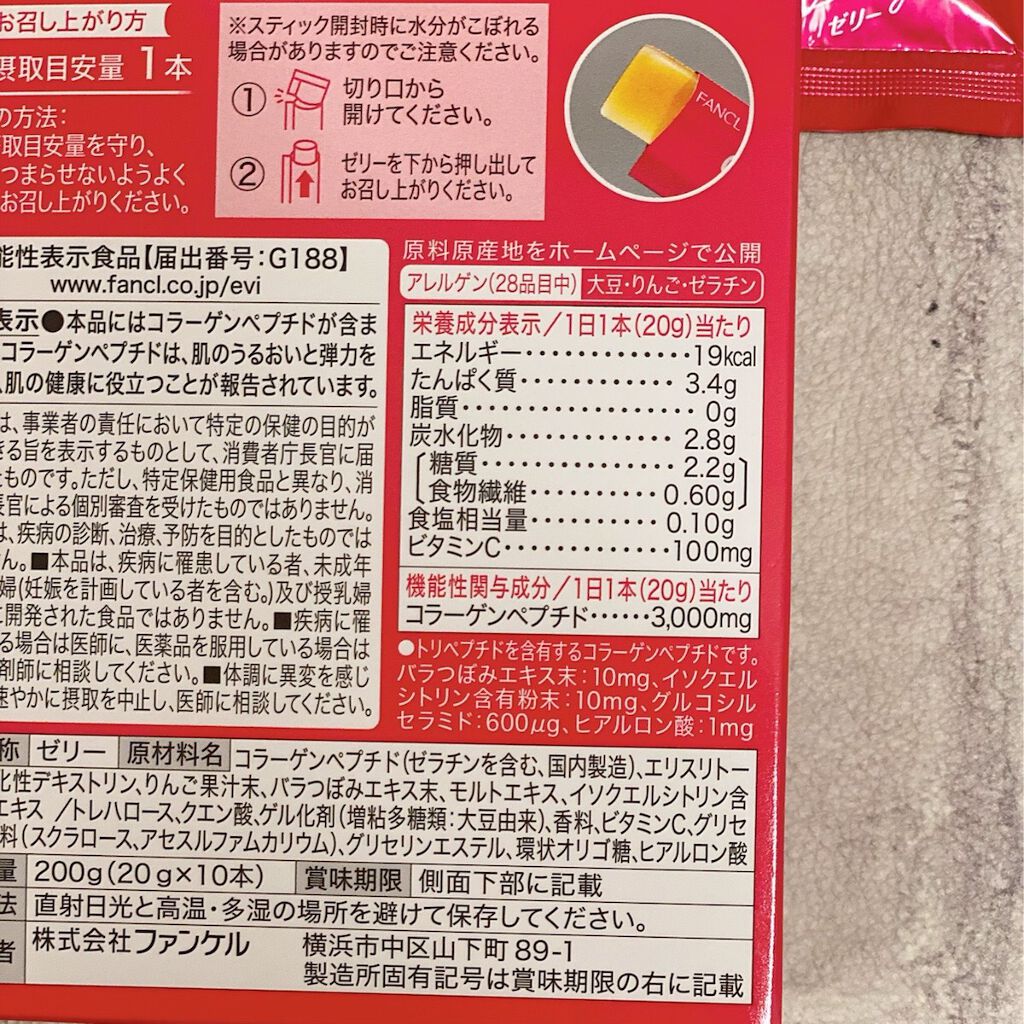 お召し上がり方
摂取目安量 1本
の方法:
取目安量を守り、
つまらせないようよく
お召し上がりください。
※スティック開封時に水分がこぼれる
場合がありますのでご注意ください。
① 切り口から
開けてください。
② ゼリーを下から押し出して
お召し上がりください。
FANCL
ゼリー
能性表示食品【届出番号:G188】
www.fancl.co.jp/evi
表示●本品にはコラーゲンペプチドが含ま
コラーゲンペプチドは、肌のうるおいと弾力を
、肌の健康に役立つことが報告されています。
は、事業者の責任において特定の保健の目的が
きる旨を表示するものとして、消費者庁長官に届
たものです。ただし、特定保健用食品と異なり、消
長官による個別審査を受けたものではありません。
は、疾病の診断、治療、予防を目的としたものでは
ん。■本品は、疾病に罹患している者、未成年
婦(妊娠を計画している者を含む。)及び授乳婦
に開発された食品ではありません。■疾病に罹
る場合は医師に、医薬品を服用している場合は
剤師に相談してください。■体調に異変を感じ
速やかに摂取を中止し、医師に相談してください。
原料原産地をホームページで公開
アレルゲン(28品目中) 大豆・りんご・ゼラチン
栄養成分表示/1日1本(20g)当たり
エネルギー・・・・・・・・・・・・・19kcal
たんぱく質・・・・・・・・・・・・ 3.4g
脂質・・・・・・・・・・・・・・・・・・ 0g
炭水化物・・・・・・・・・・・・・ 2.8g
糖質・・・・・・・・・・・・・・・ 2.2g
食物繊維・・・・・・・・・・ 0.60g
食塩相当量・・・・・・・・・・ 0.10g
ビタミンC・・・・・・・・・・・・・100mg
機能性関与成分/1日1本(20g)当たり
コラーゲンペプチド・・・・・・3,000mg
●トリペプチドを含有するコラーゲンペプチドです。
バラつぼみエキス末:10mg、イソクエル
シトリン含有粉末:10mg、グルコシル
セラミド:600μg、ヒアルロン酸:1mg
称 ゼリー 原材料名 コラーゲンペプチド(ゼラチンを含む、国内製造)、エリスリトー
化性デキストリン、りんご果汁末、バラつぼみエキス末、モルトエキス、イソクエルシトリン含
エキス /トレハロース、クエン酸、ゲル化剤(増粘多糖類:大豆由来)、香料、ビタミンC、グリセ
料(スクラロース、アセスルファムカリウム)、グリセリンエステル、環状オリゴ糖、ヒアルロン酸
量 200g(20g×10本) 賞味期限 側面下部に記載
法 直射日光と高温・多湿の場所を避けて保存してください。
者 株式会社ファンケル 横浜市中区山下町89-1
製造所固有記号は賞味期限の右に記載